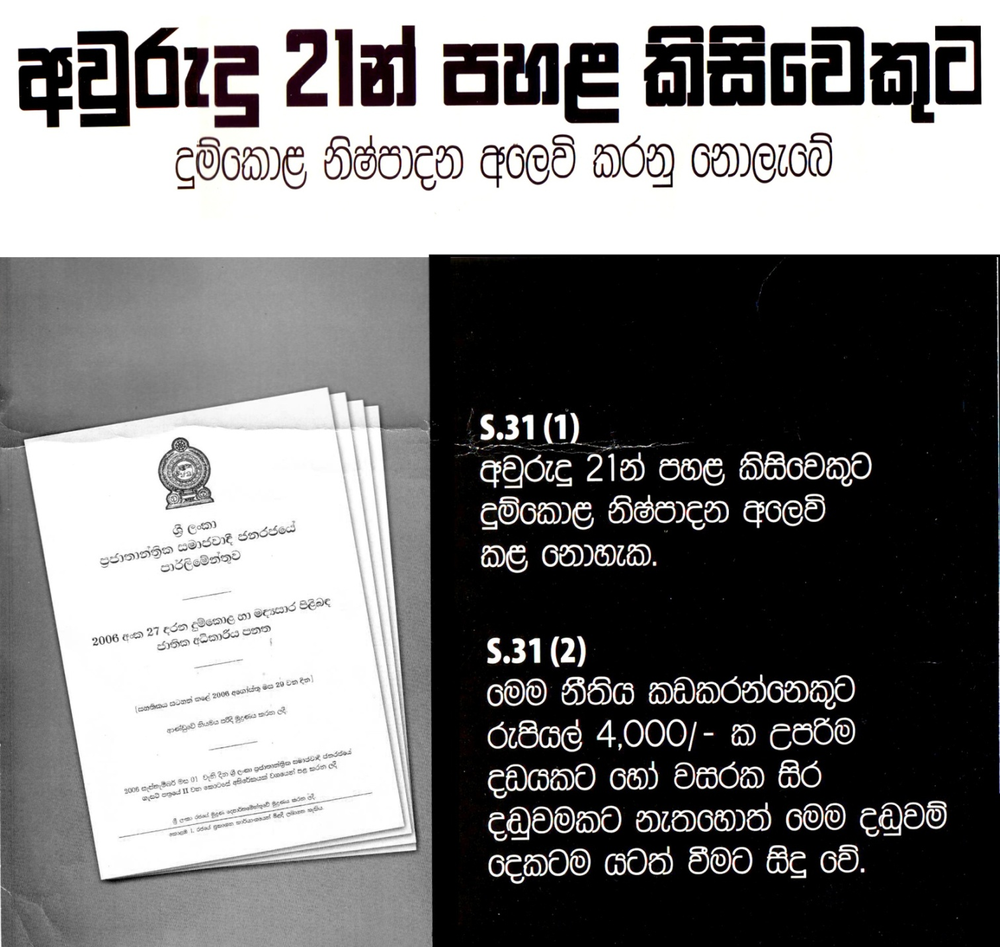 අවුරුදු 21න් පහළ කිසිවෙකුට
දුම්කොළ නිෂ්පාදන අලෙවි කරනු නොලැබේ
ශ්‍රී ලංකා
ප්‍රජාතාන්ත්‍රික සමාජවාදී ජනරජයේ
පාර්ලිමේන්තුව
2006 අංක 27 දරන දුම්කොළ හා මද්‍යසාර පිළිබඳ
ජාතික අධිකාරිය පනත
[සහතිකය සටහන් කළේ 2006 අගෝස්තු මස 29 වන දින]
ආණ්ඩුවේ නියමය පරිදි මුද්‍රණය කරන ලදී.
2006 සැප්තැම්බර් මස 01 වැනි දින ශ්‍රී ලංකා ප්‍රජාතාන්ත්‍රික සමාජවාදී ජනරජයේ
ගැසට් පත්‍රයේ II වන කොටසේ අතිරේකයක් වශයෙන් පළ කරන ලදී
ශ්‍රී ලංකා රජයේ මුද්‍රණ දෙපාර්තමේන්තුවේ මුද්‍රණය කරන ලදී.
කොළඹ 1, රජයේ ප්‍රකාශන කාර්යාංශයෙන් මිලදී ලබාගත හැකිය.
S.31 (1)
අවුරුදු 21න් පහළ කිසිවෙකුට
දුම්කොළ නිෂ්පාදන අලෙවි
කළ නොහැක.
S.31 (2)
මෙම නීතිය කඩකරන්නෙකුට
රුපියල් 4,000/- ක උපරිම
දඩයකට හෝ වසරක සිර
දඬුවමකට නැතහොත් මෙම දඬුවම්
දෙකටම යටත් වීමට සිදු වේ.